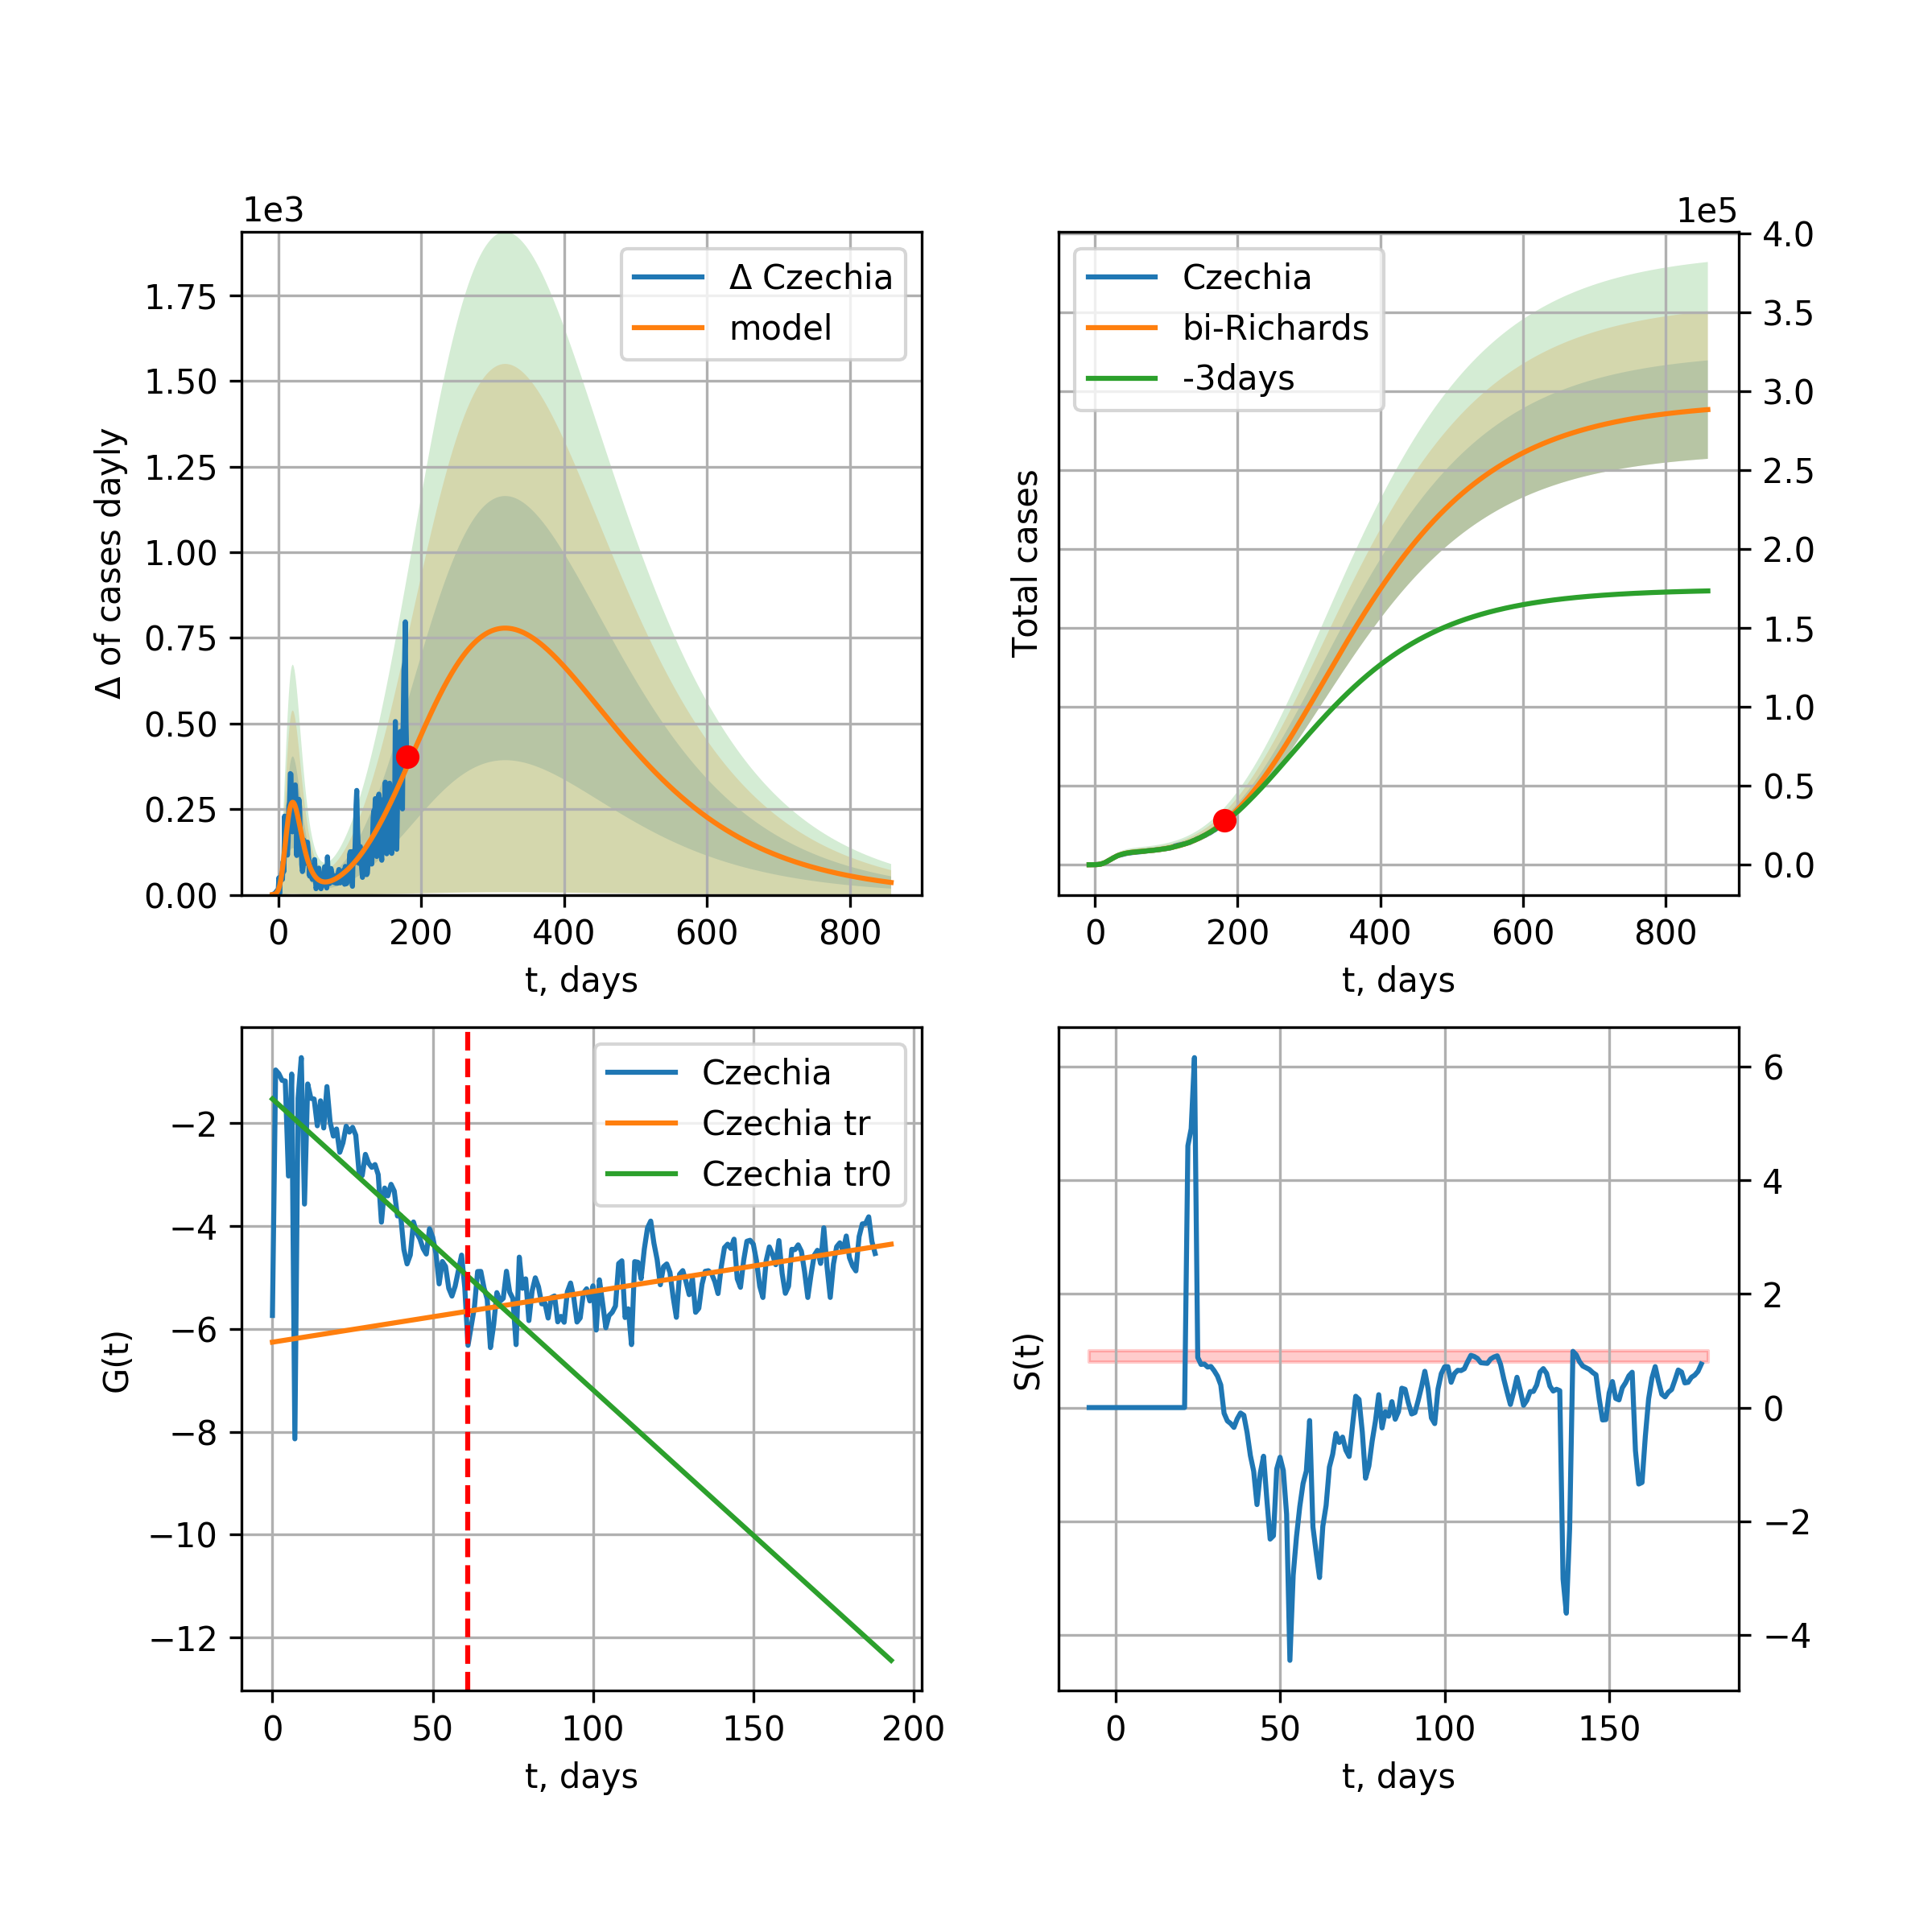 1e3
Δ of cases dayly
1.75
1.50
1.25
1.00
0.75
0.50
0.25
0.00
0 200 400 600 800
t, days
Δ Czechia
model
1e5
Total cases
4.0
3.5
3.0
2.5
2.0
1.5
1.0
0.5
0.0
0 200 400 600 800
t, days
Czechia
bi-Richards
-3days
G(t)
−2
−4
−6
−8
−10
−12
0 50 100 150 200
t, days
Czechia
Czechia tr
Czechia tr0
S(t)
6
4
2
0
−2
−4
0 50 100 150
t, days